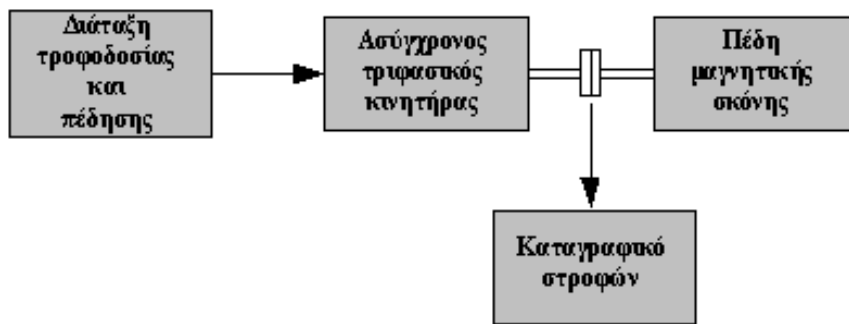 Διάταξη
τροφοδοσίας
και
πέδησης
Ασύγχρονος
τριφασικός
κινητήρας
Πέδη
μαγνητικής
σκόνης
Καταγραφικό
στροφών